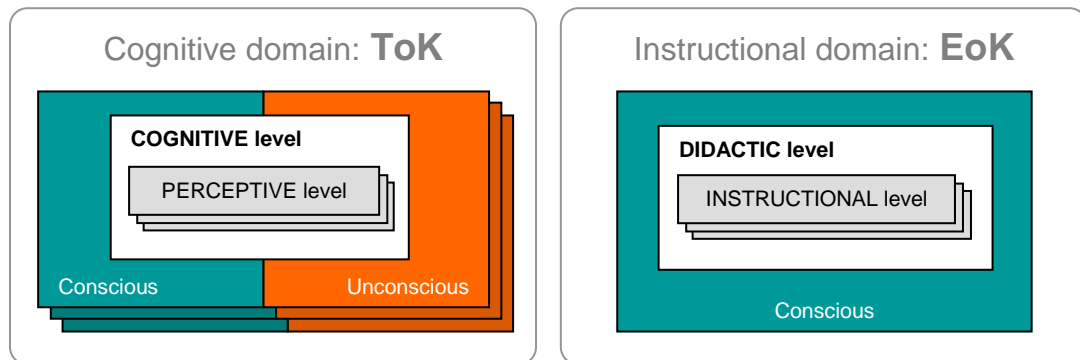 Cognitive domain: ToK
COGNITIVE level
PERCEPTIVE level
Conscious
Unconscious
Instructional domain: EoK
DIDACTIC level
INSTRUCTIONAL level
Conscious